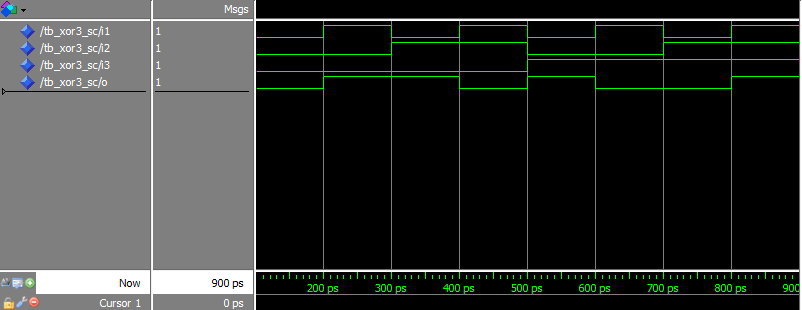 Msgs
/tb_xor3_sc/i1 1
/tb_xor3_sc/i2 1
/tb_xor3_sc/i3 1
/tb_xor3_sc/o 1
Now 900 ps 200 ps 300 ps 400 ps 500 ps 600 ps 700 ps 800 ps 900
Cursor 1 0 ps